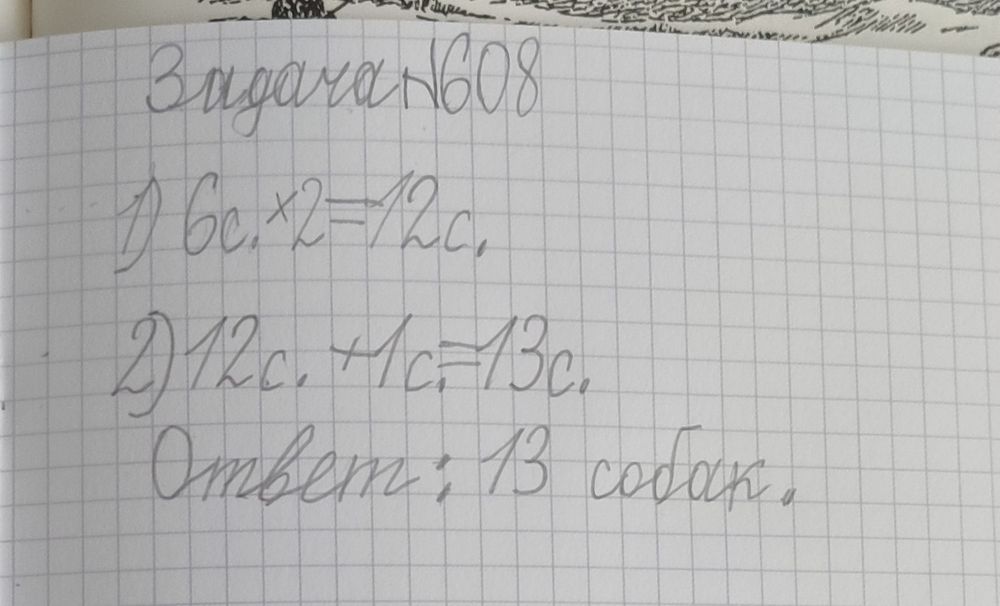 Задача №608
1) 6с. × 2 = 12с.
2) 12с. + 1с. = 13с.
Ответ: 13 собак.